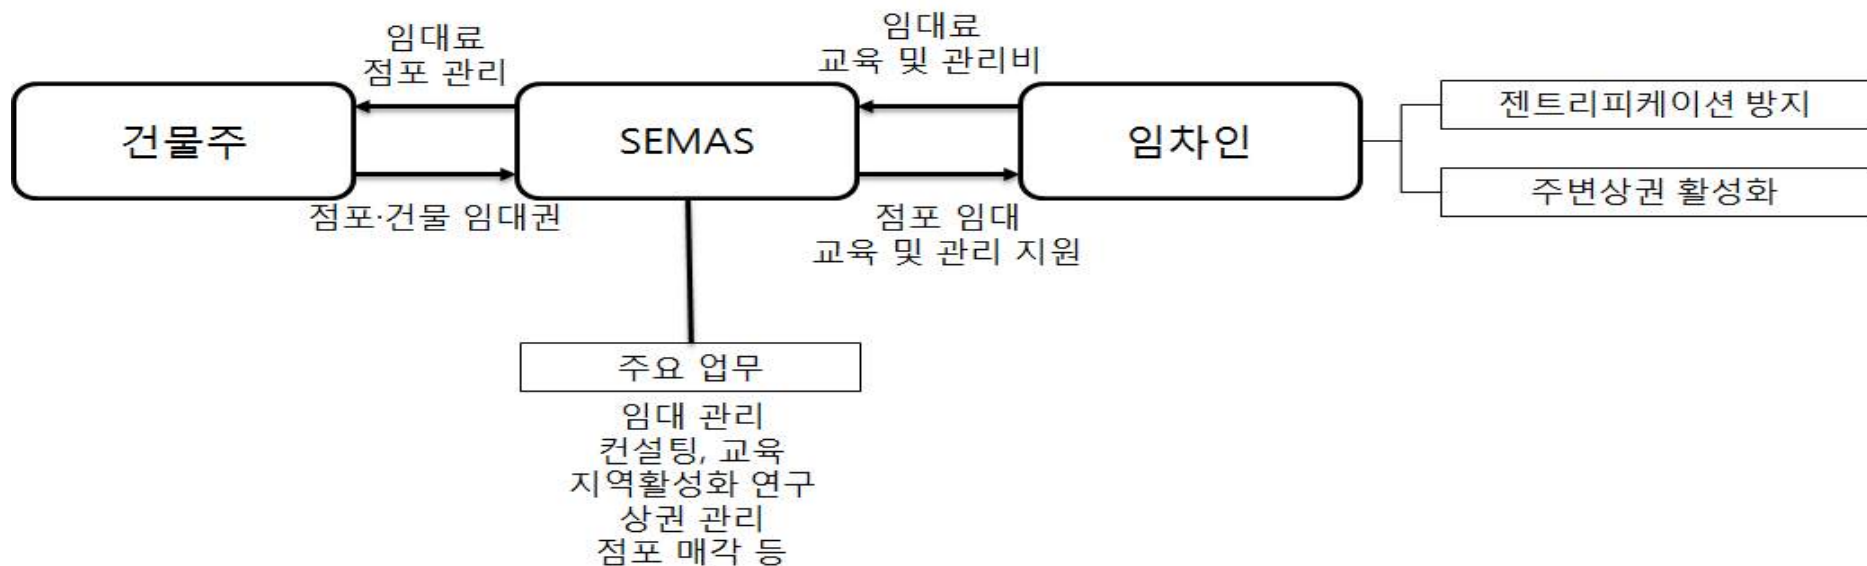 임대료
점포 관리
임대료
교육 및 관리비
건물주
SEMAS
임차인
젠트리피케이션 방지
주변상권 활성화
점포·건물 임대권
점포 임대
교육 및 관리 지원
주요 업무
임대 관리
컨설팅, 교육
지역활성화 연구
상권 관리
점포 매각 등